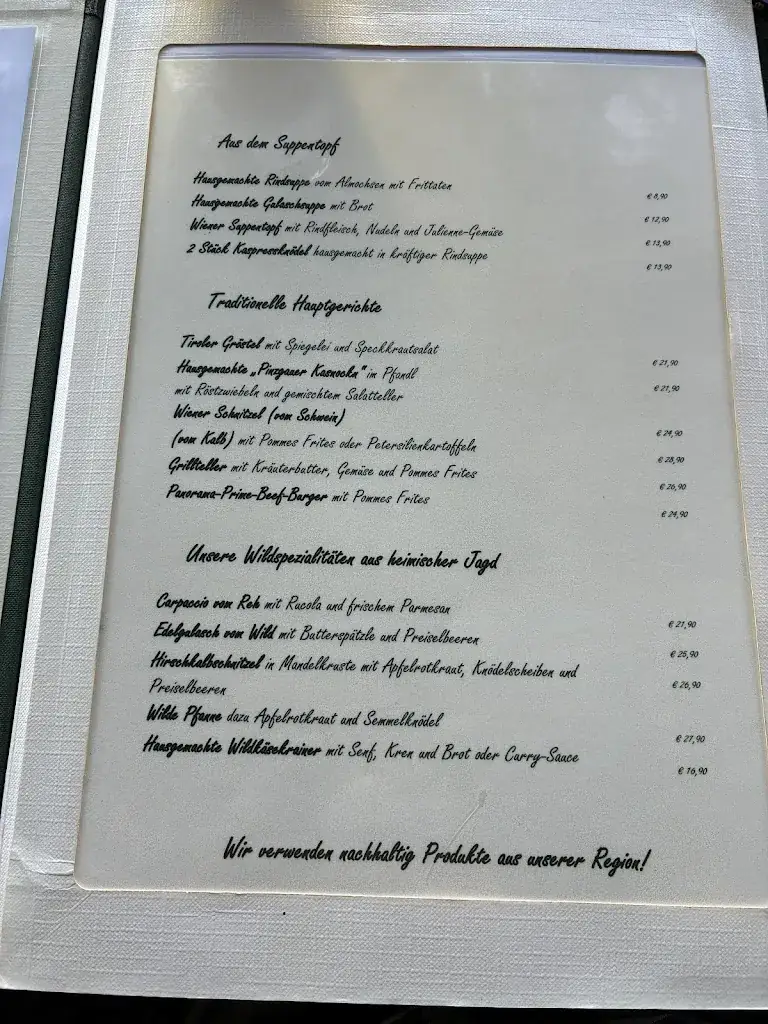 Aus dem Suppentopf
Hausgemachte Rindsuppe vom Almochsen mit Frittaten € 8,90
Hausgemachte Gulaschsuppe mit Brot € 12,90
Wiener Suppentopf mit Rindfleisch, Nudeln und Julienne-Gemüse € 13,90
2 Stück Kaspressknödel hausgemacht in kräftiger Rindsuppe € 13,90
Traditionelle Hauptgerichte
Tiroler Gröstel mit Spiegelei und Speckkrautsalat € 21,90
Hausgemachte „Pinzgauer Kasnockn“ im Pfandl € 21,90
mit Röstzwiebeln und gemischtem Salatteller
Wiener Schnitzel (vom Schwein) € 24,90
(vom Kalb) mit Pommes Frites oder Petersilienkartoffeln € 28,90
Grillteller mit Kräuterbutter, Gemüse und Pommes Frites € 26,90
Panorama-Prime-Beef-Burger mit Pommes Frites € 24,90
Unsere Wildspezialitäten aus heimischer Jagd
Carpaccio vom Reh mit Rucola und frischem Parmesan € 21,90
Edelgulasch vom Wild mit Butterspätzle und Preiselbeeren € 25,90
Hirschkalbschnitzel in Mandelkruste mit Apfelrotkraut, Knödelscheiben und € 26,90
Preiselbeeren
Wilde Pfanne dazu Apfelrotkraut und Semmelknödel € 27,90
Hausgemachte Wildkäsekrainer mit Senf, Kren und Brot oder Curry-Sauce € 16,90
Wir verwenden nachhaltig Produkte aus unserer Region!